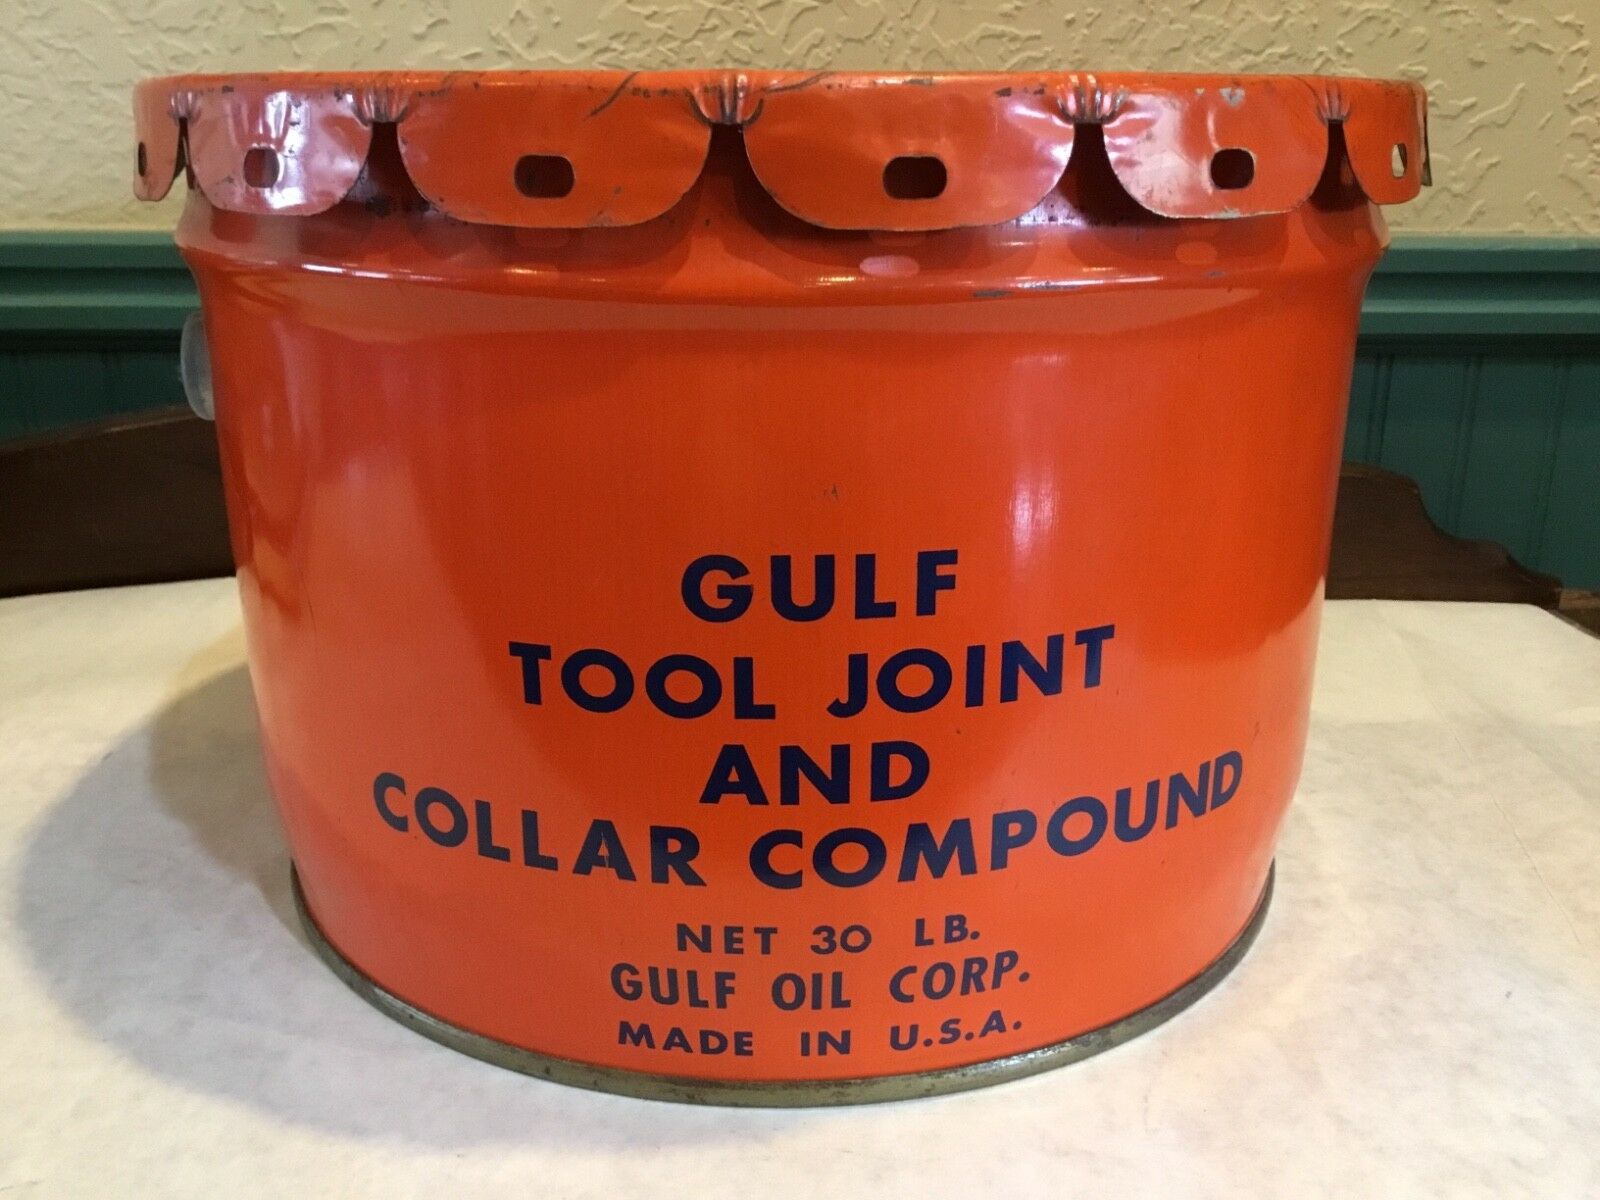 GULF
TOOL JOINT
AND
COLLAR COMPOUND
NET 30 LB.
GULF OIL CORP.
MADE IN U.S.A.